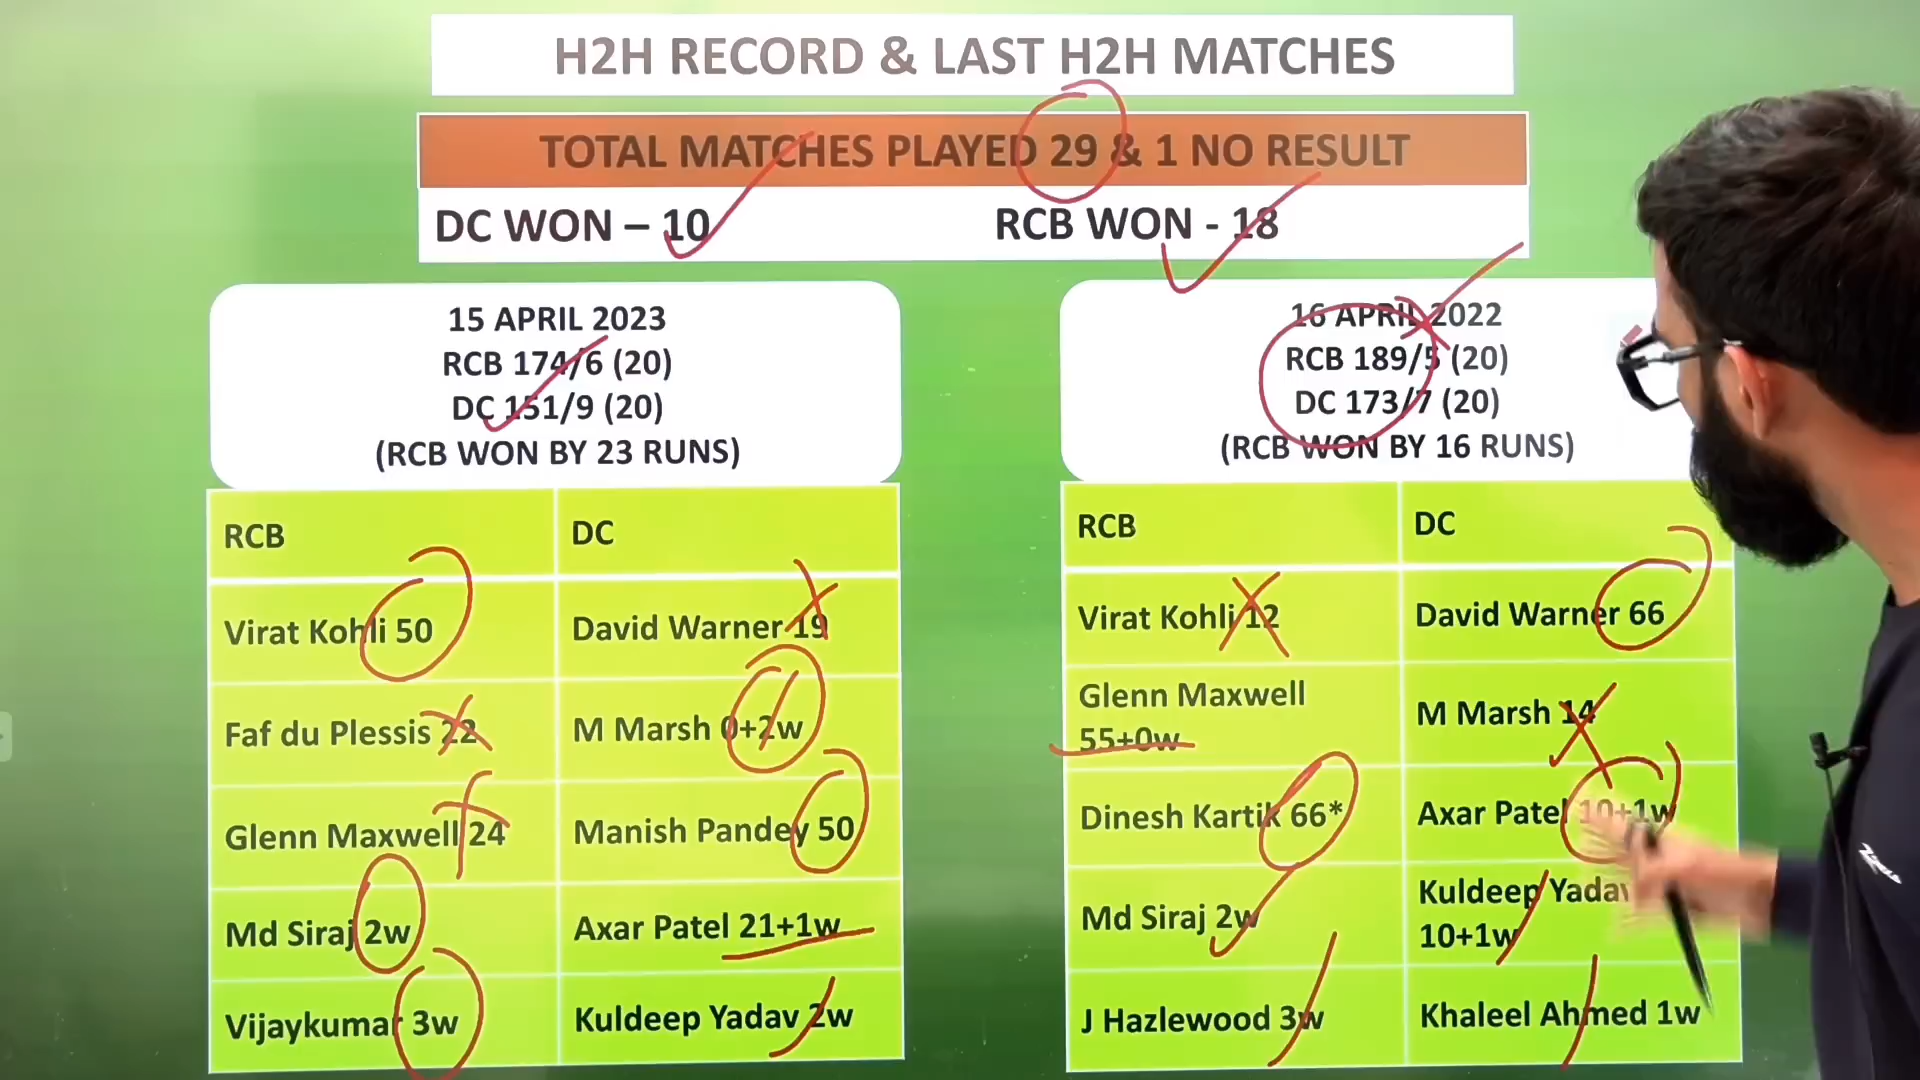 H2H RECORD & LAST H2H MATCHES
TOTAL MATCHES PLAYED 29 & 1 NO RESULT
DC WON – 10
RCB WON - 18
15 APRIL 2023
RCB 174/6 (20)
DC 151/9 (20)
(RCB WON BY 23 RUNS)
RCB
DC
Virat Kohli 50
David Warner 19
Faf du Plessis 22
M Marsh 0+2w
Glenn Maxwell 24
Manish Pandey 50
Md Siraj 2w
Axar Patel 21+1w
Vijaykumar 3w
Kuldeep Yadav 2w
16 APRIL 2022
RCB 189/5 (20)
DC 173/7 (20)
(RCB WON BY 16 RUNS)
RCB
DC
Virat Kohli 12
David Warner 66
Glenn Maxwell
55+0w
M Marsh 14
Dinesh Kartik 66*
Axar Patel 10+1w
Md Siraj 2w
Kuldeep Yadav
10+1w
J Hazlewood 3w
Khaleel Ahmed 1w